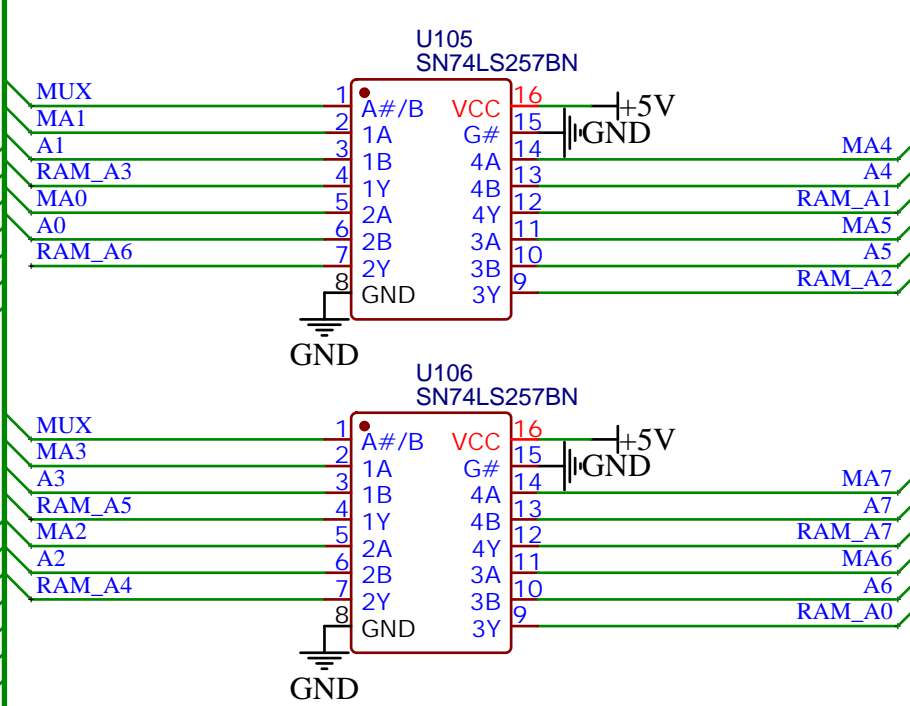 U105
SN74LS257BN
MUX 1 A#/B VCC 16 +5V
MA1 2 1A G# 15 GND
A1 3 1B 4A 14 MA4
RAM_A3 4 1Y 4B 13 A4
MA0 5 2A 4Y 12 RAM_A1
A0 6 2B 3A 11 MA5
RAM_A6 7 2Y 3B 10 A5
8 GND 3Y 9 RAM_A2
GND
U106
SN74LS257BN
MUX 1 A#/B VCC 16 +5V
MA3 2 1A G# 15 GND
A3 3 1B 4A 14 MA7
RAM_A5 4 1Y 4B 13 A7
MA2 5 2A 4Y 12 RAM_A7
A2 6 2B 3A 11 MA6
RAM_A4 7 2Y 3B 10 A6
8 GND 3Y 9 RAM_A0
GND